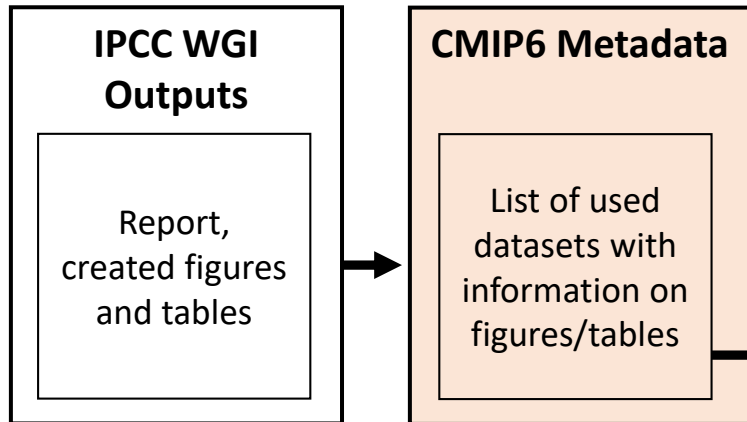 IPCC WGI
Outputs
Report,
created figures
and tables
CMIP6 Metadata
List of used
datasets with
information on
figures/tables